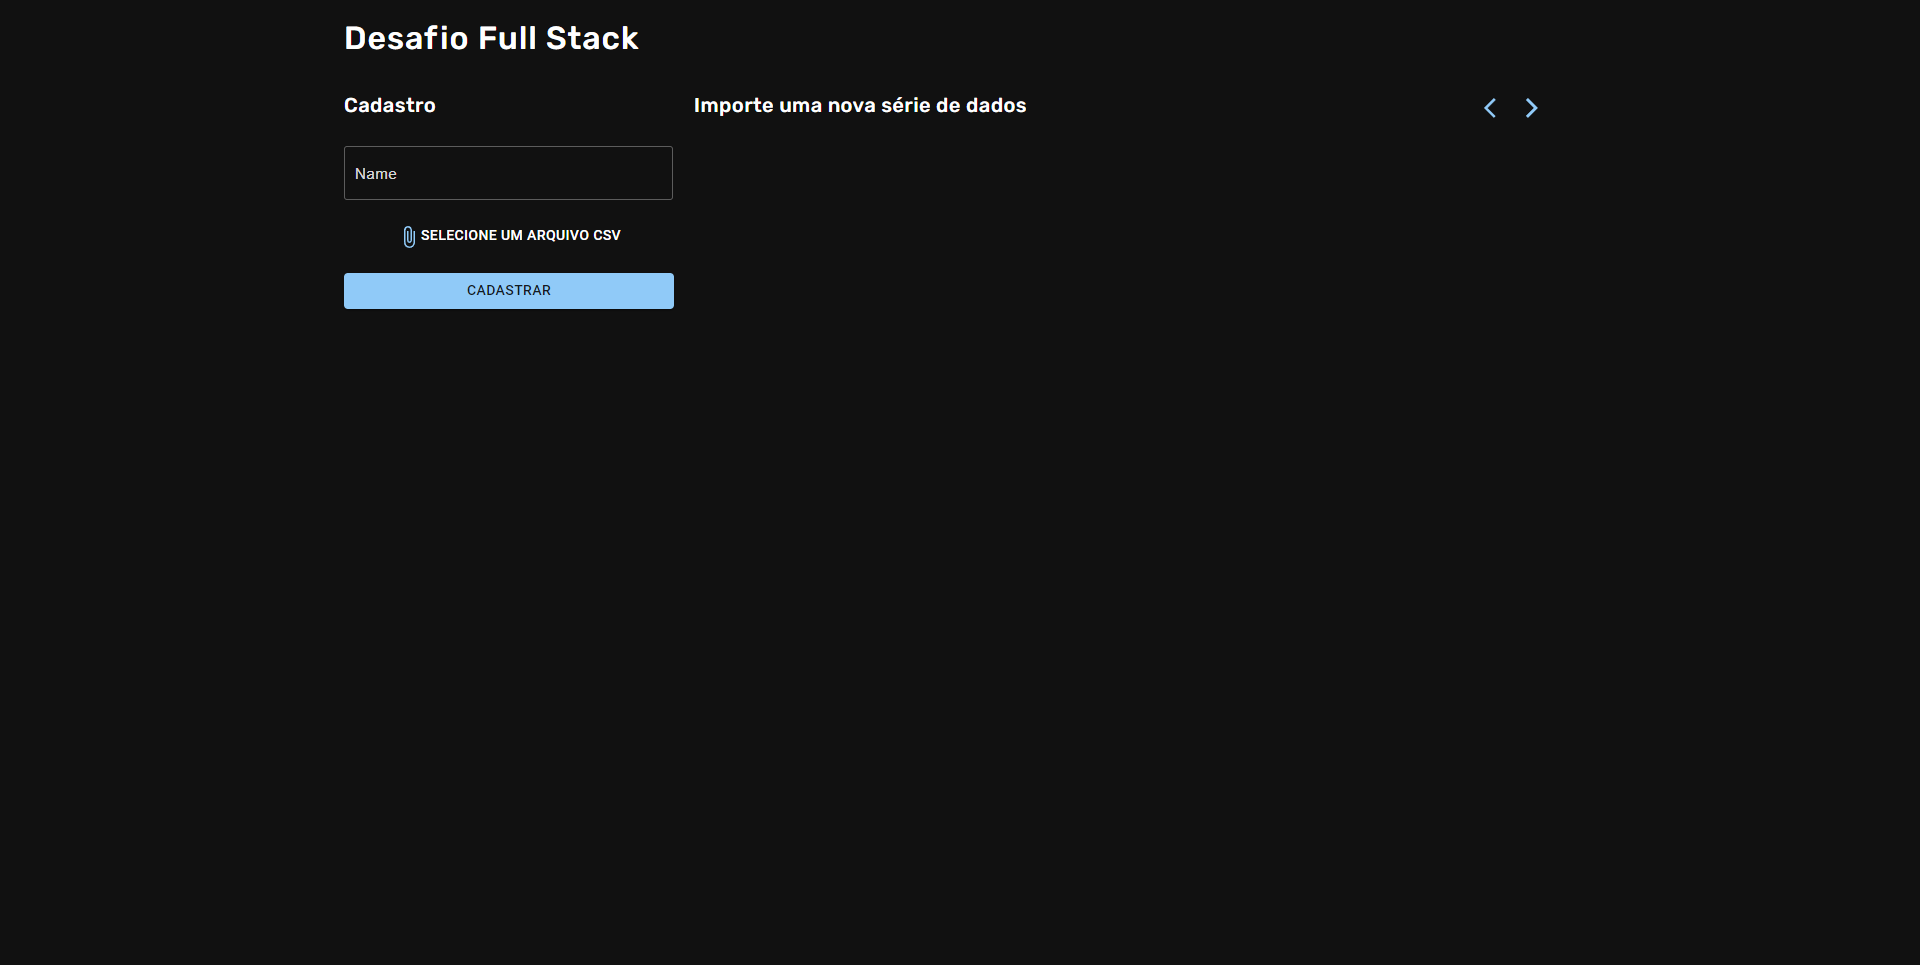 Desafio Full Stack
Cadastro
Importe uma nova série de dados
Name
SELECIONE UM ARQUIVO CSV
CADASTRAR